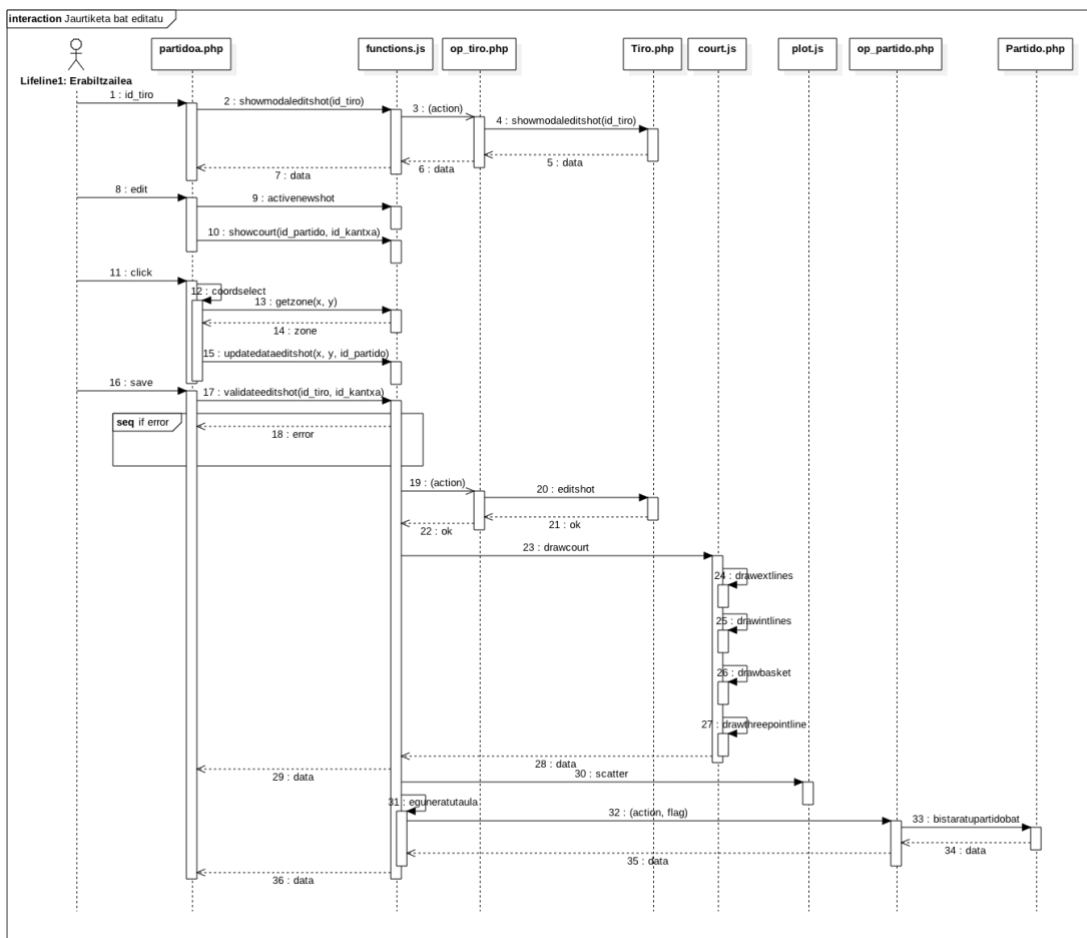 interaction Jaurtiketa bat editatu
partidoa.php
functions.js
op_tiro.php
Tiro.php
court.js
plot.js
op_partido.php
Partido.php
Lifeline1: Erabiltzailea
1 : id_tiro
2 : showmodaleditshot(id_tiro)
3 : (action)
4 : showmodaleditshot(id_tiro)
5 : data
6 : data
7 : data
8 : edit
9 : activenewshot
10 : showcourt(id_partido, id_kantxa)
11 : click
12 : coordselect
13 : getzone(x, y)
14 : zone
15 : updatedataeditshot(x, y, id_partido)
16 : save
17 : validateeditshot(id_tiro, id_kantxa)
seq if error
18 : error
19 : (action)
20 : editshot
21 : ok
22 : ok
23 : drawcourt
24 : drawextlines
25 : drawintlines
26 : drawbasket
27 : drawthreepointline
28 : data
29 : data
30 : scatter
31 : eguneratutaula
32 : (action, flag)
33 : bistaratupartidobat
34 : data
35 : data
36 : data